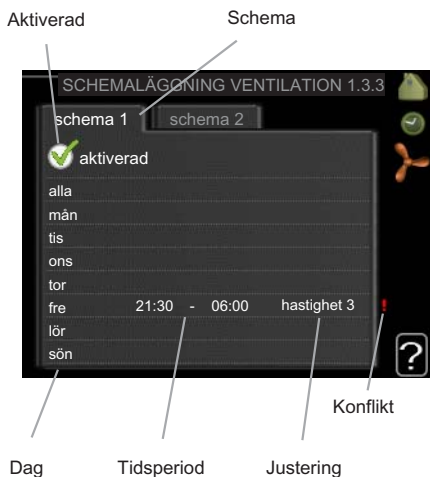 Aktiverad Schema
SCHEMALÄGGNING VENTILATION 1.3.3
schema 1 schema 2
aktiverad
alla
mån
tis
ons
tor
fre 21:30 - 06:00 hastighet 3 !
lör
sön
?
Konflikt
Dag Tidsperiod Justering